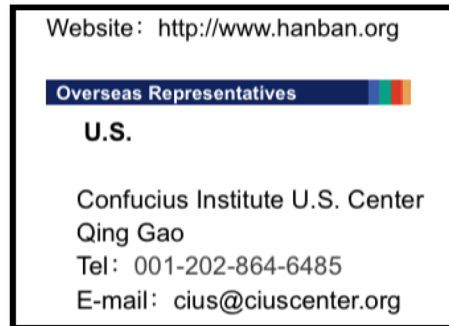 Website：http://www.hanban.org
Overseas Representatives
U.S.
Confucius Institute U.S. Center
Qing Gao
Tel：001-202-864-6485
E-mail：cius@ciuscenter.org